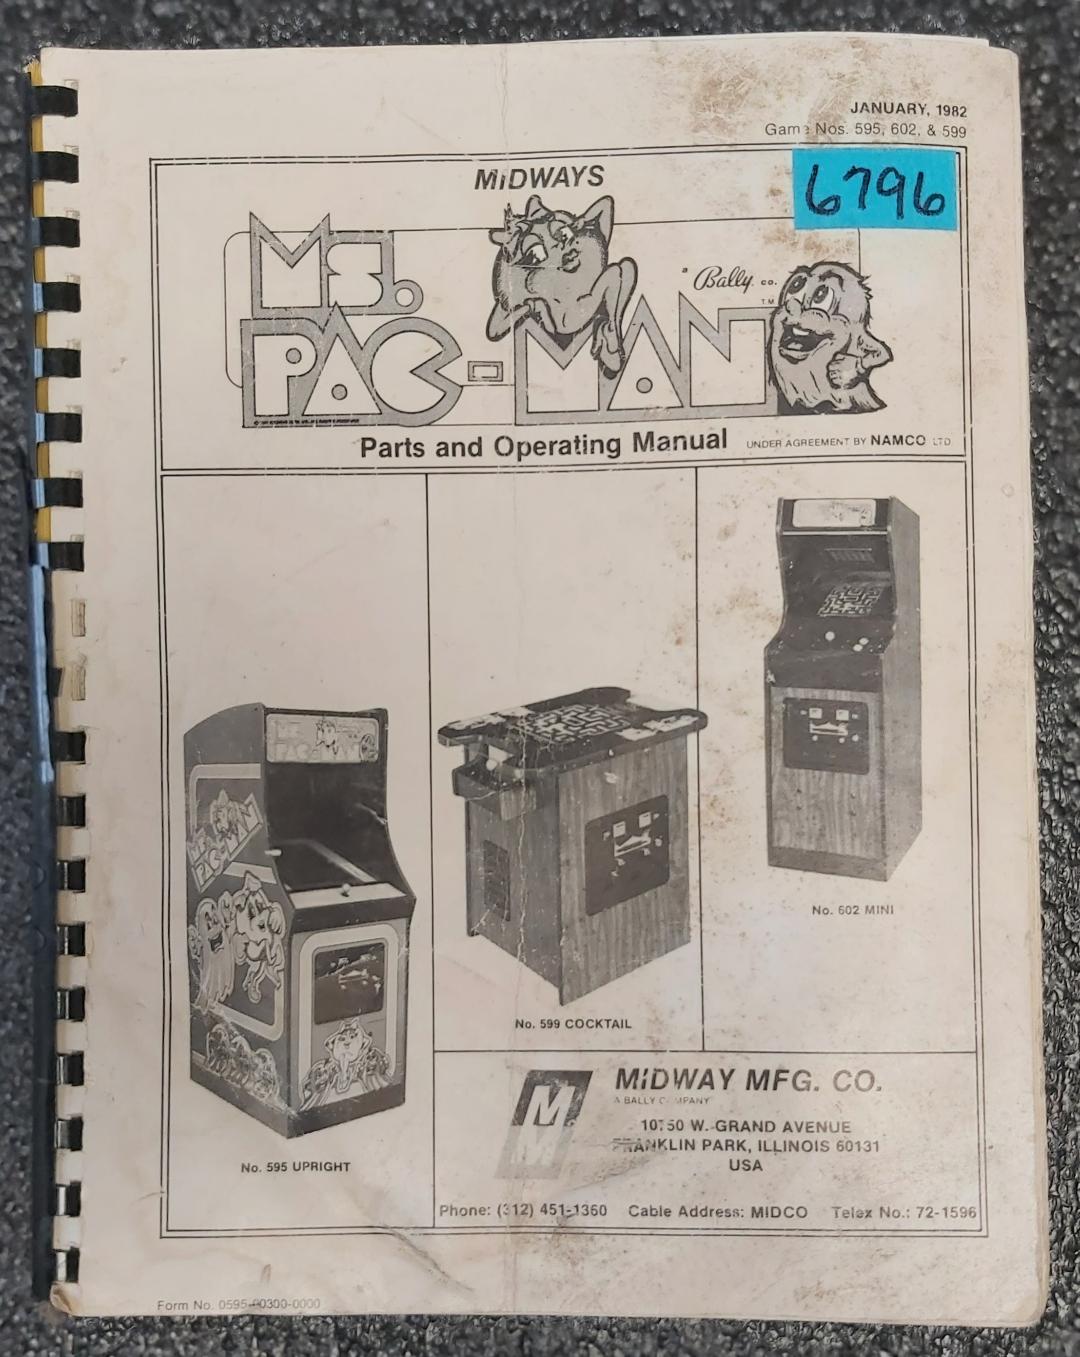 JANUARY, 1982
Game Nos. 595, 602, & 599
6796
MIDWAYS
MS.
PAC-MAN
Bally co.
TM
Parts and Operating Manual UNDER AGREEMENT BY NAMCO LTD.
No. 602 MINI
No. 599 COCKTAIL
No. 595 UPRIGHT
MIDWAY MFG. CO.
A BALLY COMPANY
10750 W. GRAND AVENUE
FRANKLIN PARK, ILLINOIS 60131
USA
Phone: (312) 451-1360 Cable Address: MIDCO Telex No.: 72-1596
Form No. 0595-00300-0000